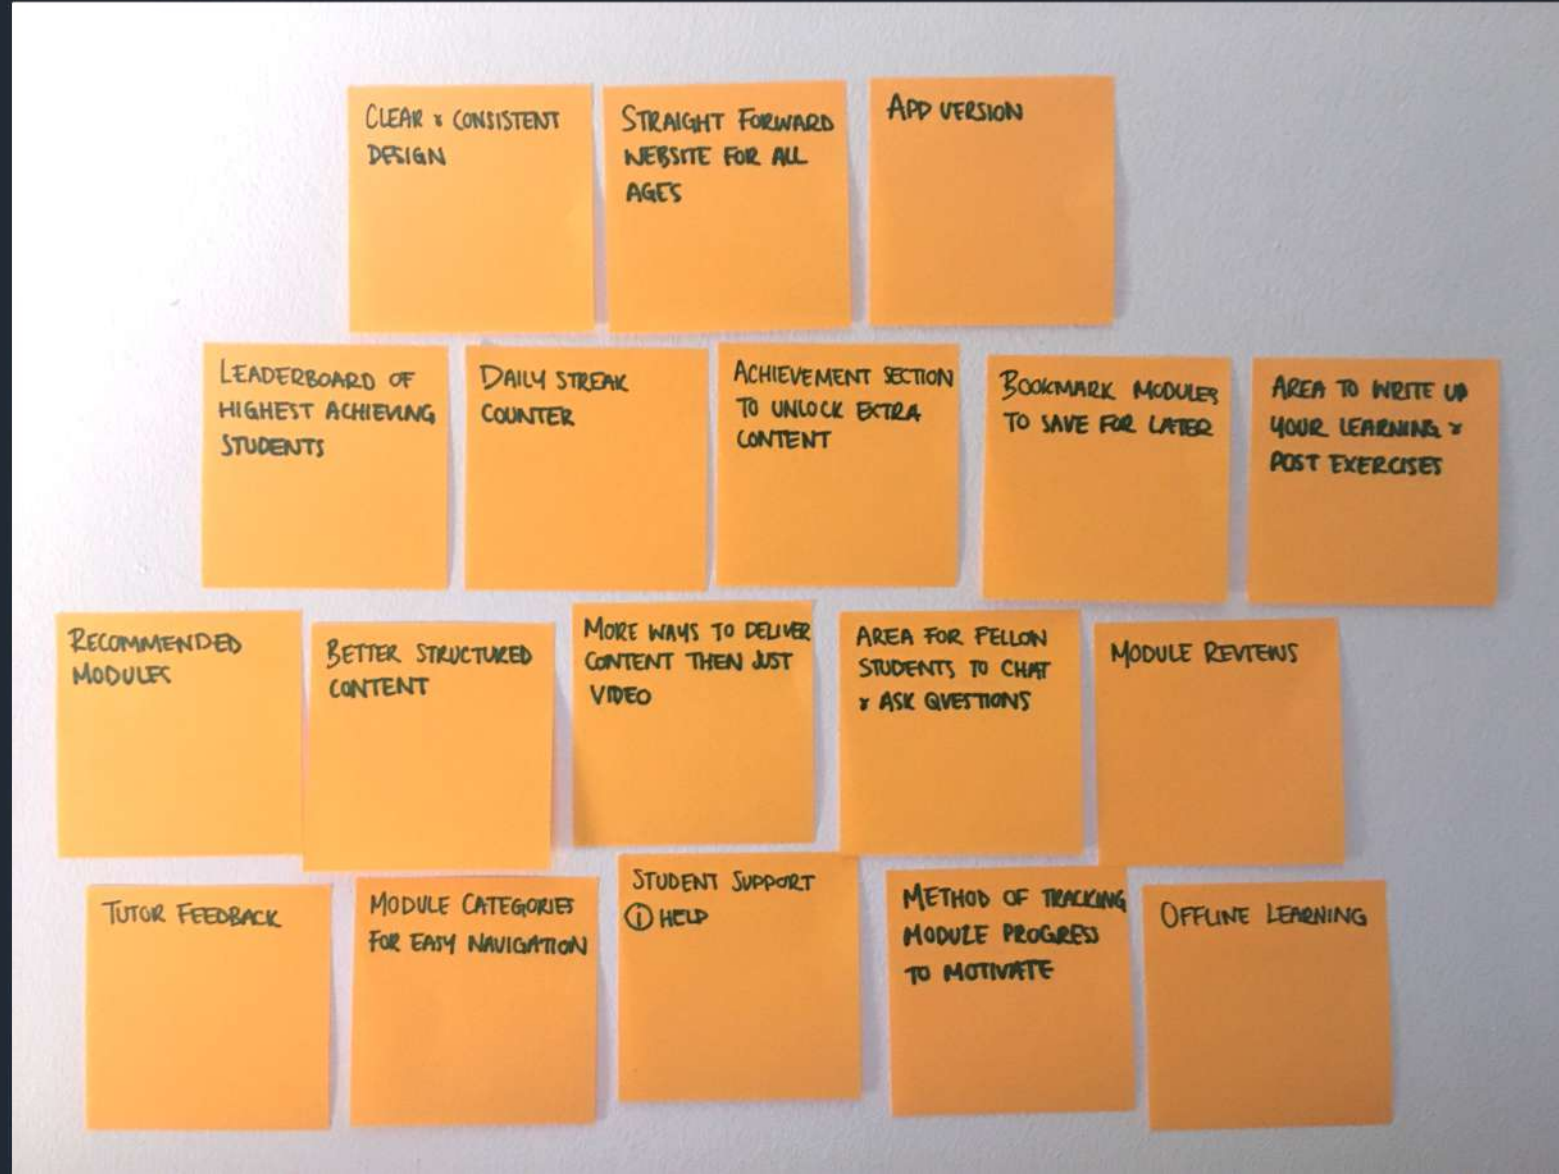 CLEAR & CONSISTENT
DESIGN
STRAIGHT FORWARD
WEBSITE FOR ALL
AGES
APP VERSION
LEADERBOARD OF
HIGHEST ACHIEVING
STUDENTS
DAILY STREAK
COUNTER
ACHIEVEMENT SECTION
TO UNLOCK EXTRA
CONTENT
BOOKMARK MODULES
TO SAVE FOR LATER
AREA TO WRITE UP
YOUR LEARNING &
POST EXERCISES
RECOMMENDED
MODULES
BETTER STRUCTURED
CONTENT
MORE WAYS TO DELIVER
CONTENT THEN JUST
VIDEO
AREA FOR FELLOW
STUDENTS TO CHAT
& ASK QUESTIONS
MODULE REVIEWS
TUTOR FEEDBACK
MODULE CATEGORIES
FOR EASY NAVIGATION
STUDENT SUPPORT
ⓘ HELP
METHOD OF TRACKING
MODULE PROGRESS
TO MOTIVATE
OFFLINE LEARNING